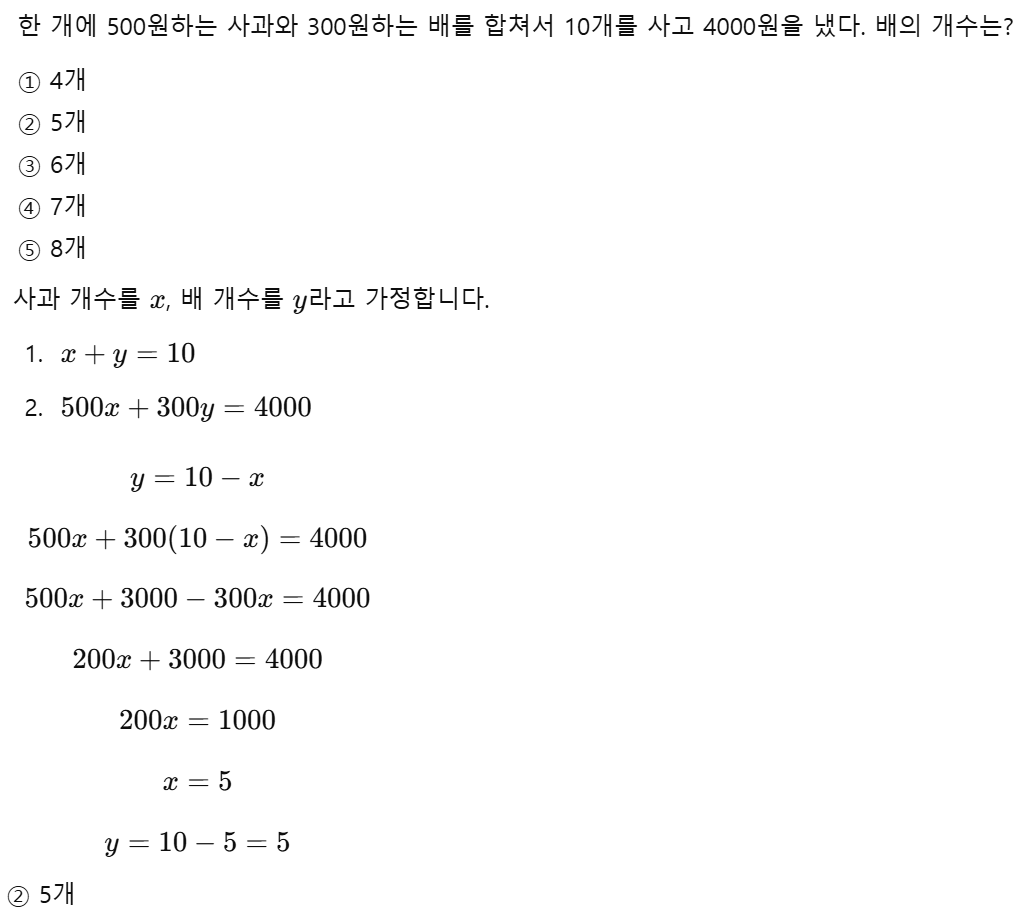 한 개에 500원하는 사과와 300원하는 배를 합쳐서 10개를 사고 4000원을 냈다. 배의 개수는?
① 4개
② 5개
③ 6개
④ 7개
⑤ 8개
사과 개수를 x, 배 개수를 y라고 가정합니다.
1. x + y = 10
2. 500x + 300y = 4000
y = 10 − x
500x + 300(10 − x) = 4000
500x + 3000 − 300x = 4000
200x + 3000 = 4000
200x = 1000
x = 5
y = 10 − 5 = 5
② 5개